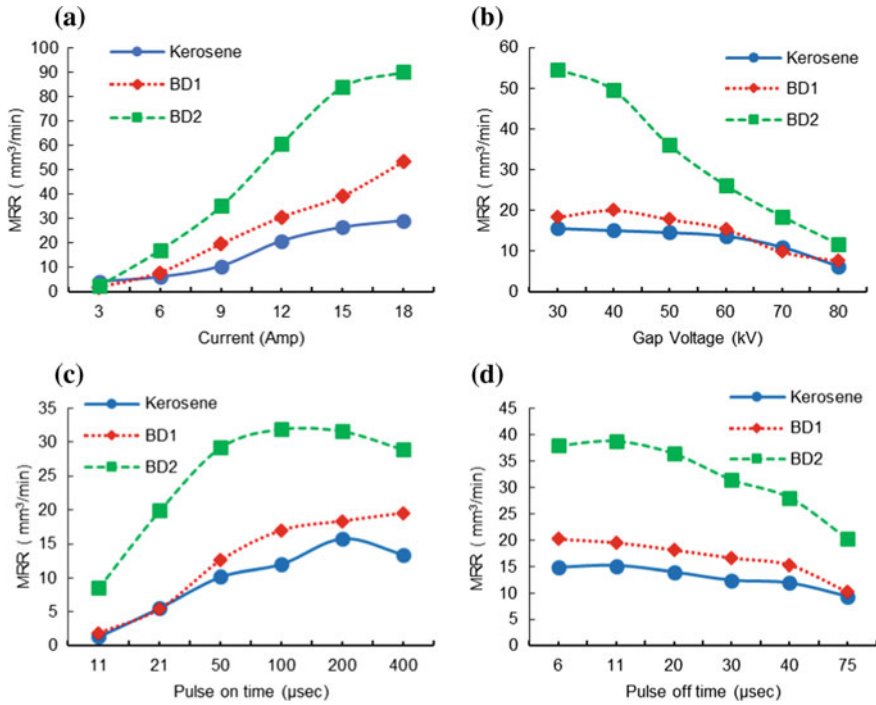 (a)
100
90
80
70
60
50
40
30
20
10
0
MRR ( mm³/min)
Kerosene
BD1
BD2
3 6 9 12 15 18
Current (Amp)
(b)
60
50
40
30
20
10
0
MRR ( mm³/min)
Kerosene
BD1
BD2
30 40 50 60 70 80
Gap Voltage (kV)
(c)
35
30
25
20
15
10
5
0
MRR ( mm³/min)
Kerosene
BD1
BD2
11 21 50 100 200 400
Pulse on time (µsec)
(d)
45
40
35
30
25
20
15
10
5
0
MRR ( mm³/min)
Kerosene
BD1
BD2
6 11 20 30 40 75
Pulse off time (µsec)